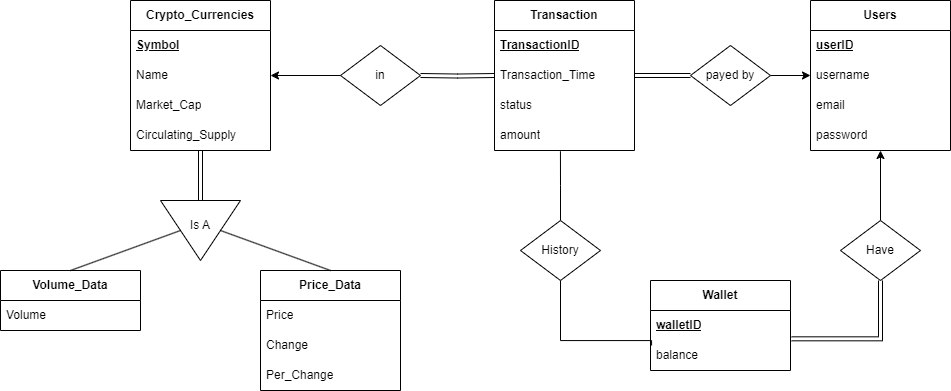 Crypto_Currencies
Symbol
Name
Market_Cap
Circulating_Supply
in
Transaction
TransactionID
Transaction_Time
status
amount
payed by
Users
userID
username
email
password
Is A
History
Have
Volume_Data
Volume
Price_Data
Price
Change
Per_Change
Wallet
walletID
balance